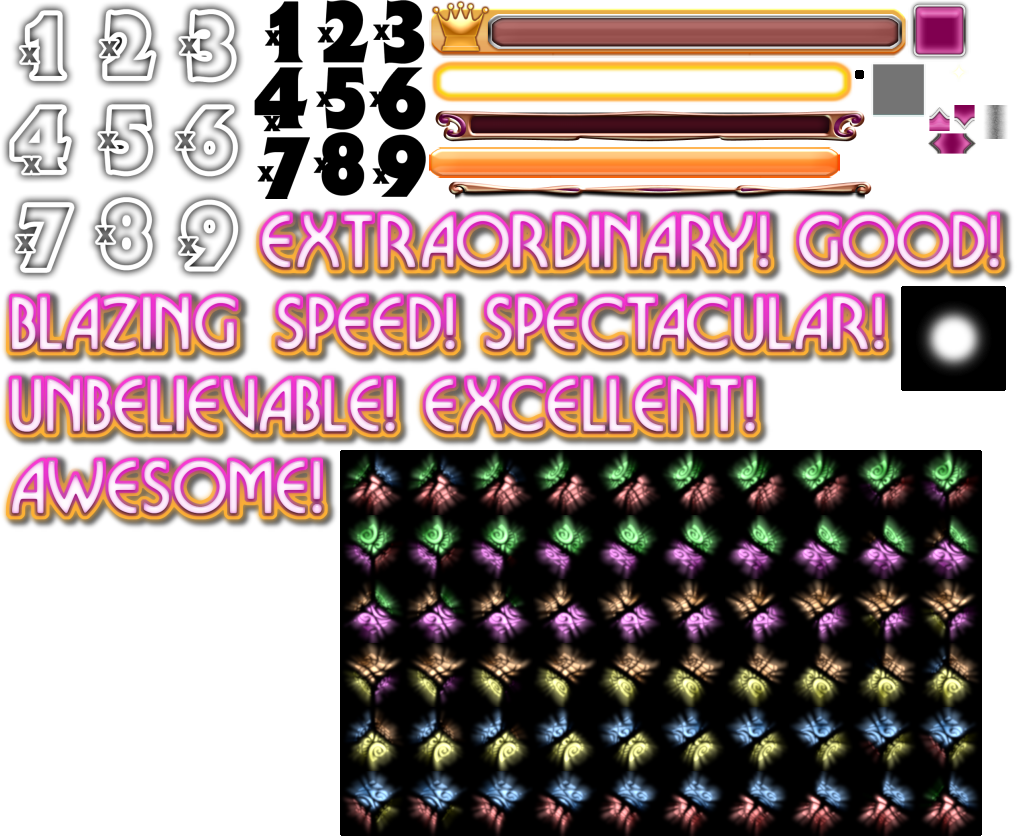 x1 x2 x3 x1 x2 x3
x4 x5 x6 x4 x5 x6
x7 x8 x9 x7 x8 x9
EXTRAORDINARY! GOOD!
BLAZING SPEED! SPECTACULAR!
UNBELIEVABLE! EXCELLENT!
AWESOME!